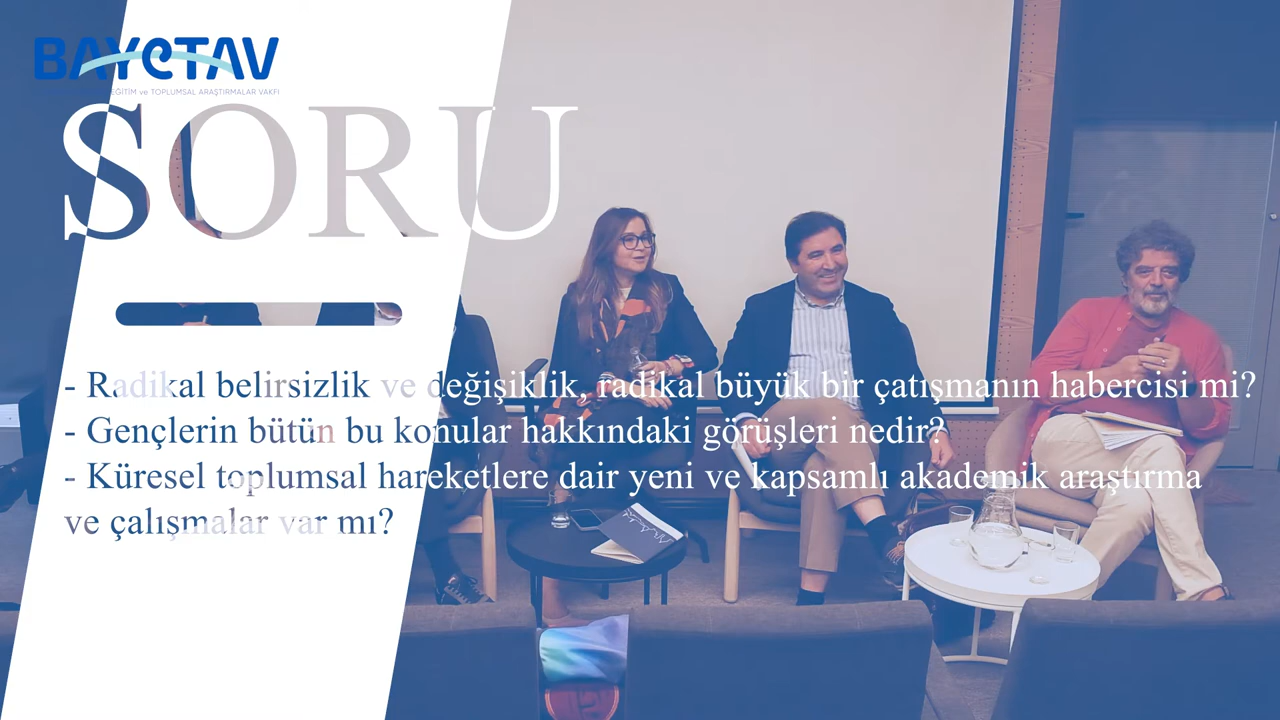 BAYETAV
EĞİTİM ve TOPLUMSAL ARAŞTIRMALAR VAKFI
SORU
- Radikal belirsizlik ve değişiklik, radikal büyük bir çatışmanın habercisi mi?
- Gençlerin bütün bu konular hakkındaki görüşleri nedir?
- Küresel toplumsal hareketlere dair yeni ve kapsamlı akademik araştırma
ve çalışmalar var mı?